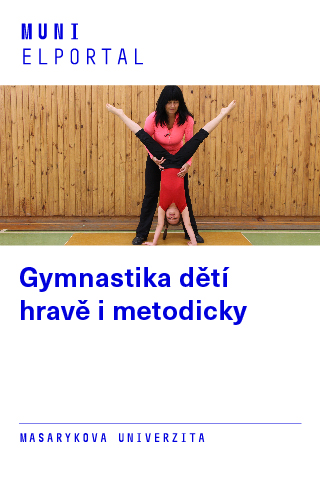 MUNI
ELPORTAL
Gymnastika dětí
hravě i metodicky
MASARYKOVA UNIVERZITA